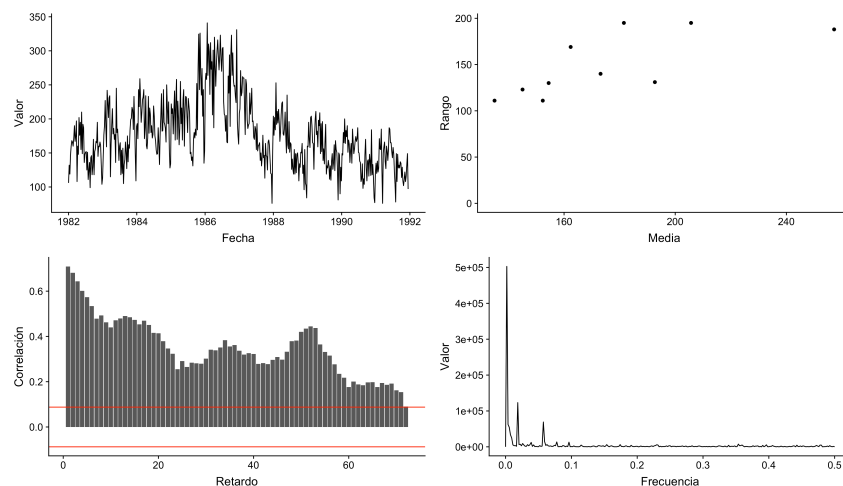 350
300
250
200
150
100
Valor
1982
1984
1986
1988
1990
1992
Fecha
200
150
100
50
0
Rango
160
200
240
Media
0.6
0.4
0.2
0.0
Correlación
0
20
40
60
Retardo
5e+05
4e+05
3e+05
2e+05
1e+05
0e+00
Valor
0.0
0.1
0.2
0.3
0.4
0.5
Frecuencia